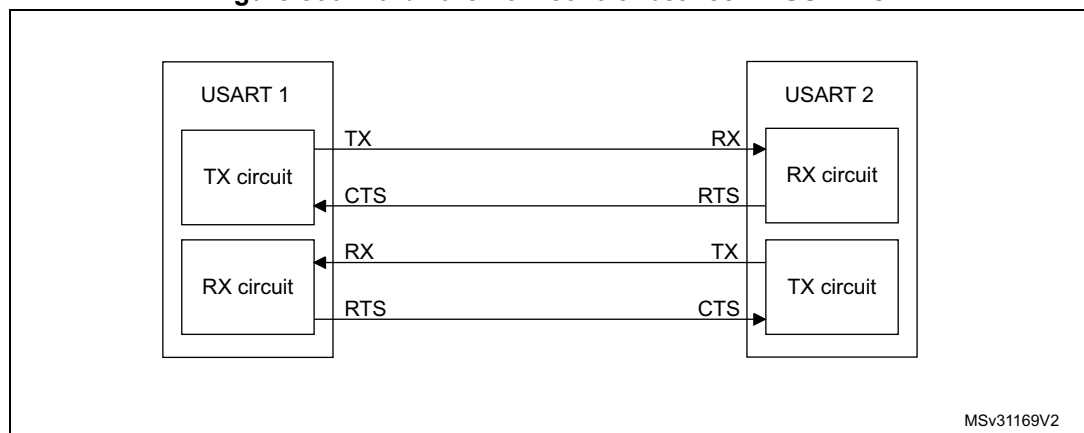 USART 1
USART 2
TX
RX
TX circuit
RX circuit
CTS
RTS
RX
TX
RX circuit
TX circuit
RTS
CTS
MSv31169V2